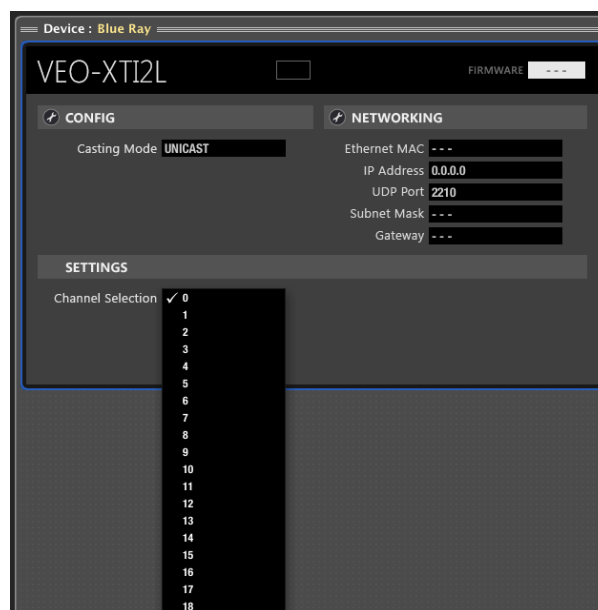 Device : Blue Ray
VEO-XTI2L
FIRMWARE - - -
CONFIG
Casting Mode UNICAST
NETWORKING
Ethernet MAC - - -
IP Address 0.0.0.0
UDP Port 2210
Subnet Mask - - -
Gateway - - -
SETTINGS
Channel Selection ✓ 0
1
2
3
4
5
6
7
8
9
10
11
12
13
14
15
16
17
18